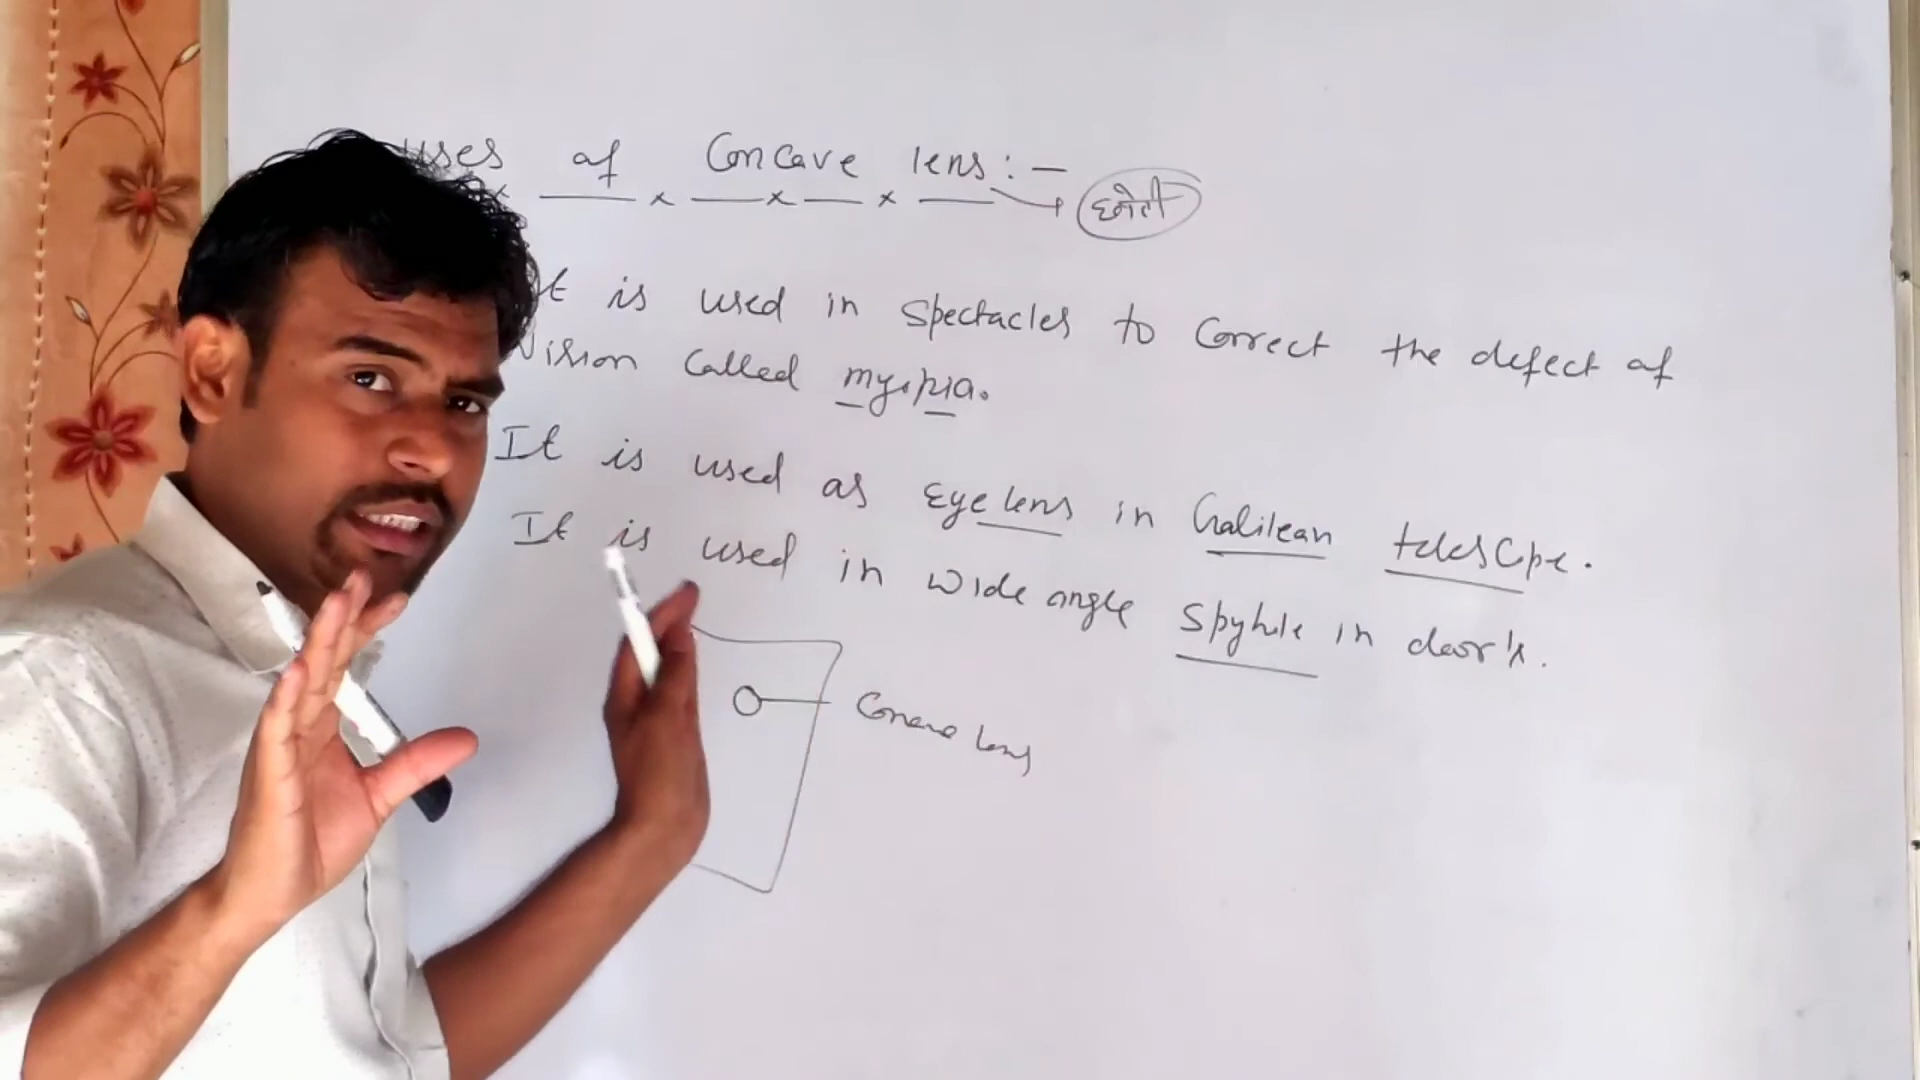 uses of Concave lens:-
It is used in spectacles to Correct the defect of
Vision called myopia.
It is used as Eye lens in Galilean telescope.
It is used in wide angle Spyhole in door's.
Concave lens